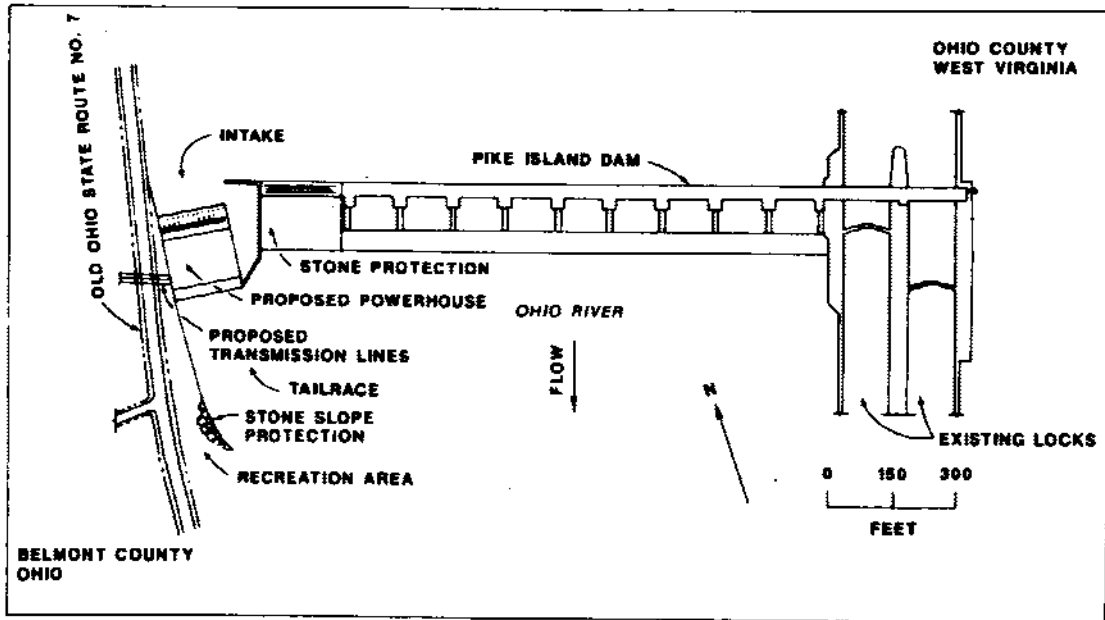 OHIO COUNTY
WEST VIRGINIA
OLD OHIO STATE ROUTE NO. 7
INTAKE
PIKE ISLAND DAM
STONE PROTECTION
PROPOSED POWERHOUSE
OHIO RIVER
PROPOSED
TRANSMISSION LINES
TAILRACE
FLOW
N
STONE SLOPE
PROTECTION
EXISTING LOCKS
RECREATION AREA
0 150 300
FEET
BELMONT COUNTY
OHIO